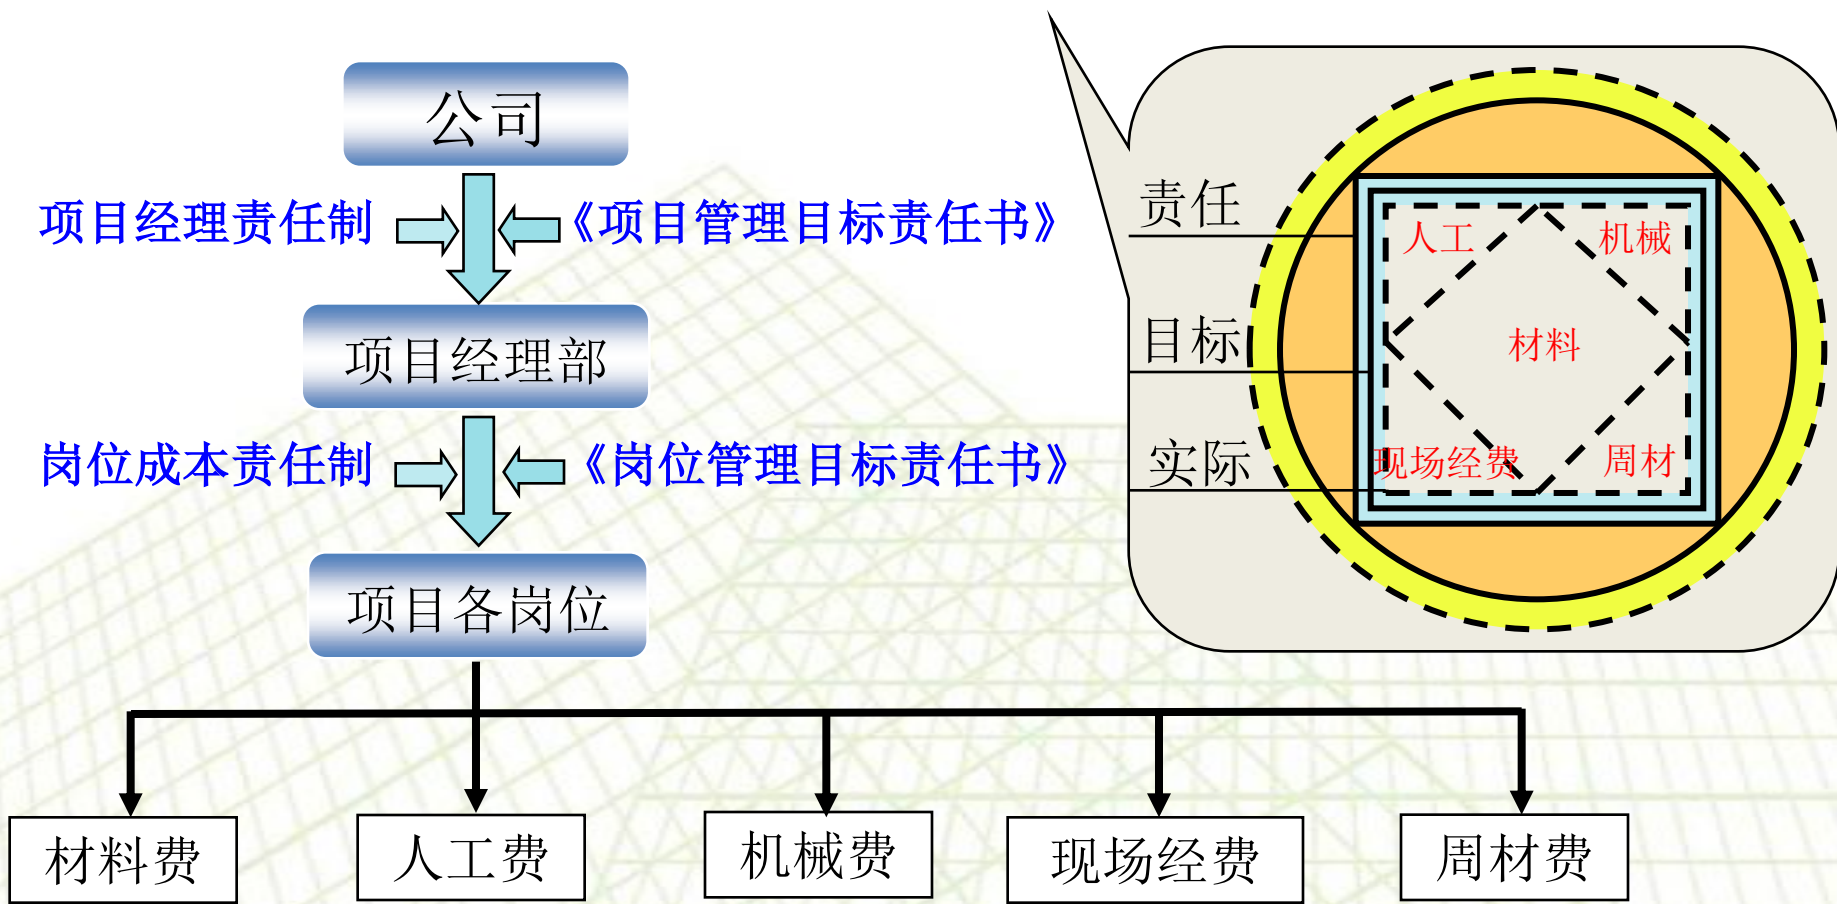 公司
项目经理责任制
《项目管理目标责任书》
项目经理部
岗位成本责任制
《岗位管理目标责任书》
项目各岗位
材料费
人工费
机械费
现场经费
周材费
责任
目标
实际
人工
机械
材料
现场经费
周材